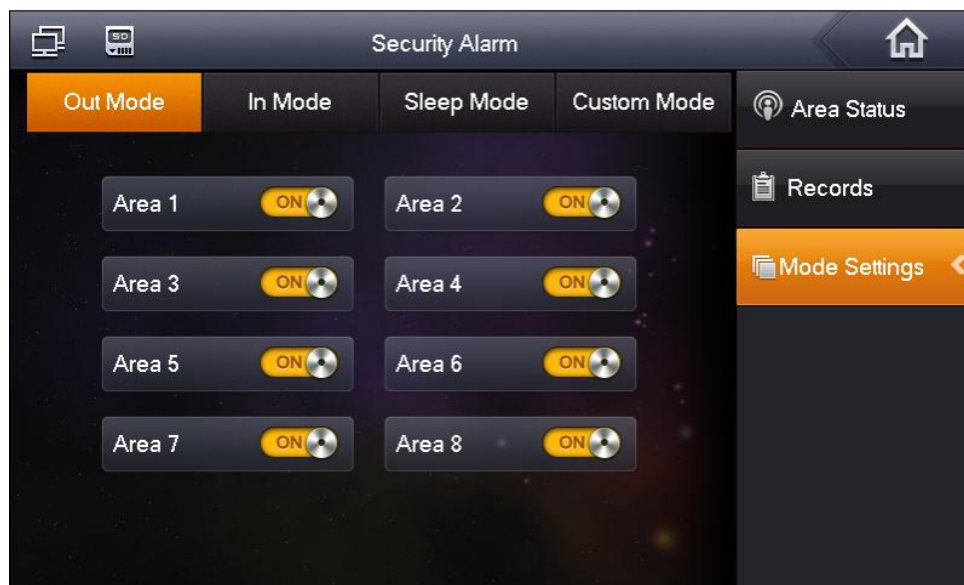 SD
Security Alarm
Out Mode
In Mode
Sleep Mode
Custom Mode
Area Status
Area 1 ON
Area 2 ON
Records
Area 3 ON
Area 4 ON
Mode Settings
Area 5 ON
Area 6 ON
Area 7 ON
Area 8 ON